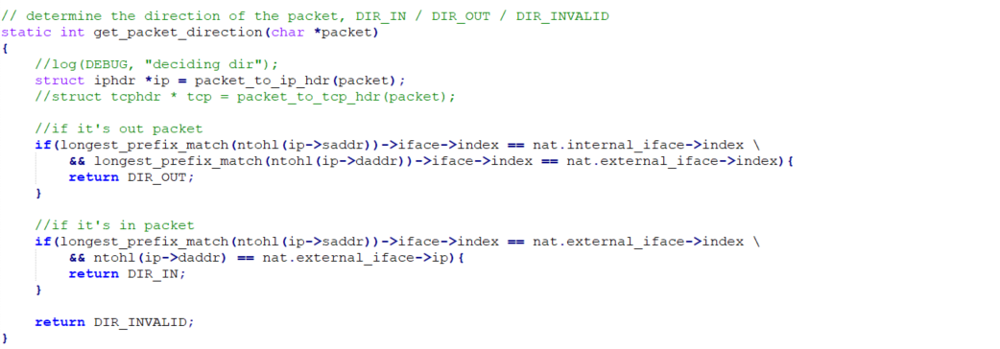 // determine the direction of the packet, DIR_IN / DIR_OUT / DIR_INVALID
static int get_packet_direction(char *packet)
{
    //log(DEBUG, "deciding dir");
    struct iphdr *ip = packet_to_ip_hdr(packet);
    //struct tcphdr * tcp = packet_to_tcp_hdr(packet);

    //if it's out packet
    if(longest_prefix_match(ntohl(ip->saddr))->iface->index == nat.internal_iface->index \
        && longest_prefix_match(ntohl(ip->daddr))->iface->index == nat.external_iface->index){
        return DIR_OUT;
    }

    //if it's in packet
    if(longest_prefix_match(ntohl(ip->saddr))->iface->index == nat.external_iface->index \
        && ntohl(ip->daddr) == nat.external_iface->ip){
        return DIR_IN;
    }

    return DIR_INVALID;
}